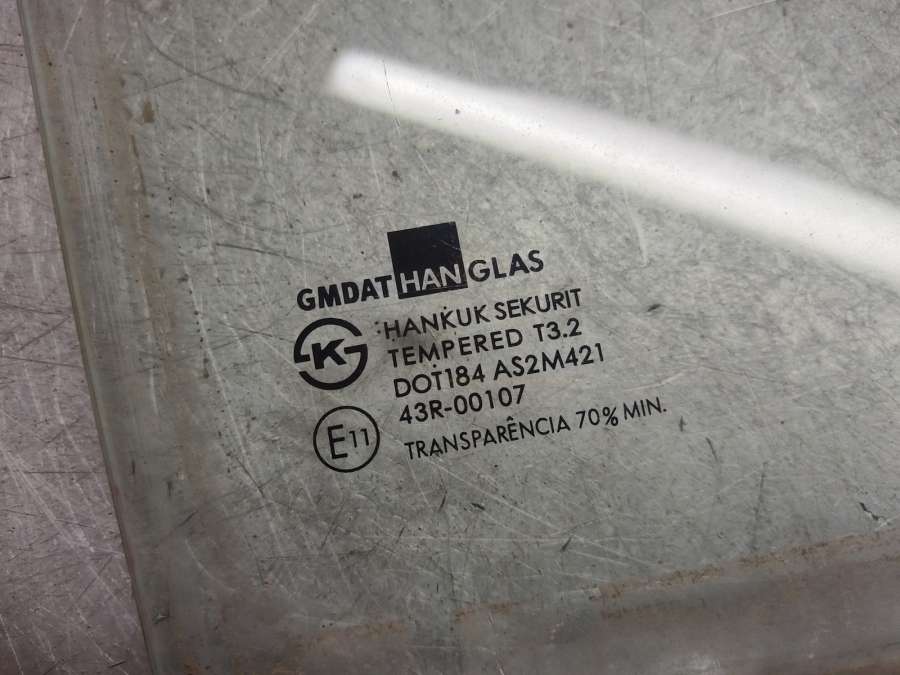 GMDAT HAN GLAS
HANKUK SEKURIT
TEMPERED T3.2
DOT184 AS2M421
43R-00107
K
E11
TRANSPARÊNCIA 70% MIN.